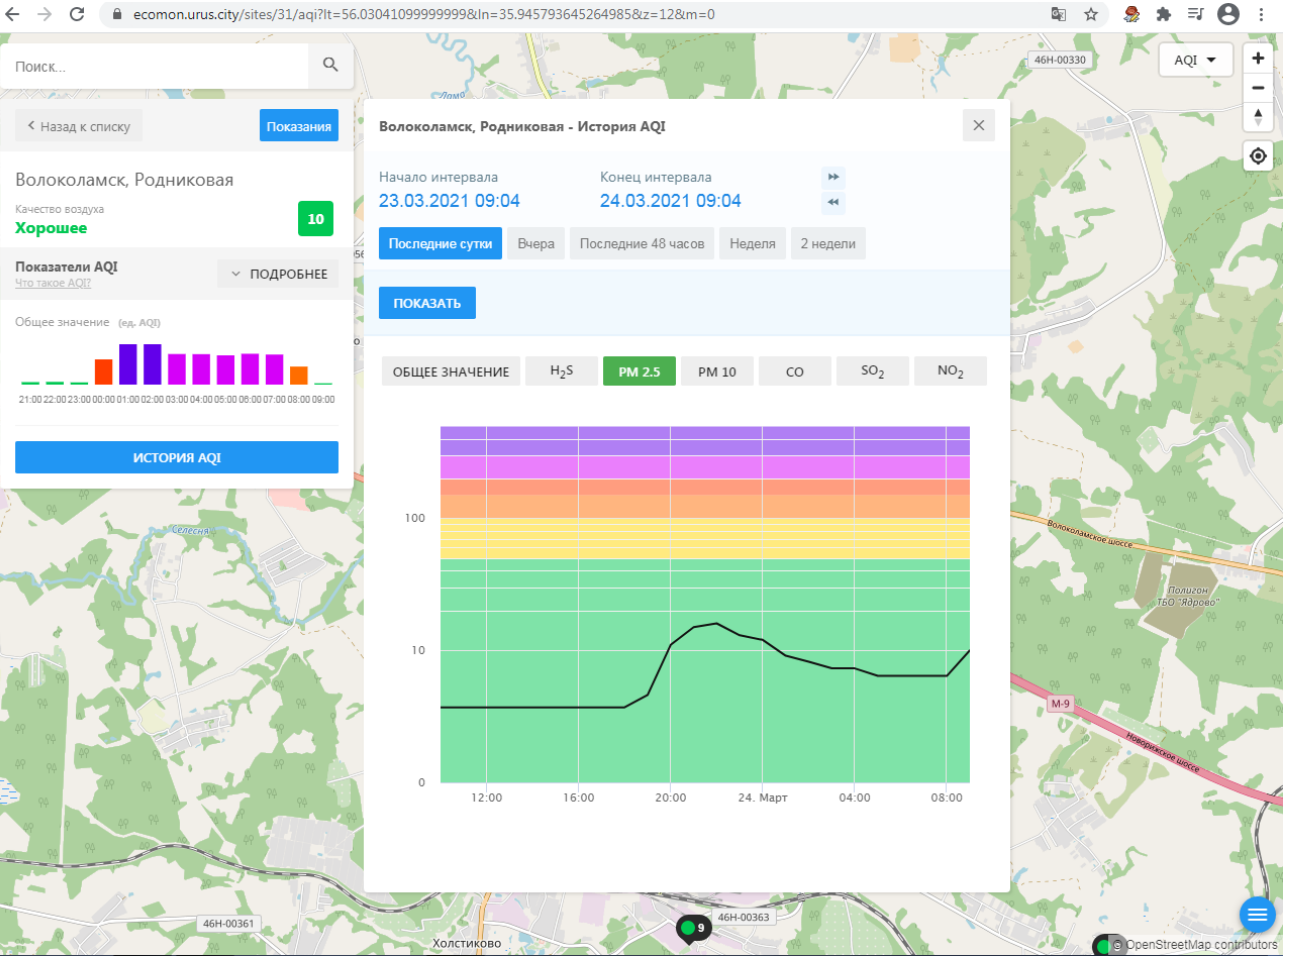 ecomon.urus.city/sites/31/aqi?lt=56.03041099999999&ln=35.945793645264985&z=12&m=0
Поиск...
46Н-00330
AQI
Назад к списку
Показания
Волоколамск, Родниковая
Качество воздуха
Хорошее
10
Показатели AQI
Что такое AQI?
ПОДРОБНЕЕ
Общее значение (ед. AQI)
21:00 22:00 23:00 00:00 01:00 02:00 03:00 04:00 05:00 06:00 07:00 08:00 09:00
ИСТОРИЯ AQI
Волоколамск, Родниковая - История AQI
Начало интервала
23.03.2021 09:04
Конец интервала
24.03.2021 09:04
Последние сутки
Вчера
Последние 48 часов
Неделя
2 недели
ПОКАЗАТЬ
ОБЩЕЕ ЗНАЧЕНИЕ
H2S
PM 2.5
PM 10
CO
SO2
NO2
100
10
0
12:00
16:00
20:00
24. Март
04:00
08:00
Лама
Селесня
Волоколамское шоссе
Полигон
ТБО "Ядрово"
М-9
Новорижское шоссе
46Н-00361
46Н-00363
9
Холстиково
© OpenStreetMap contributors